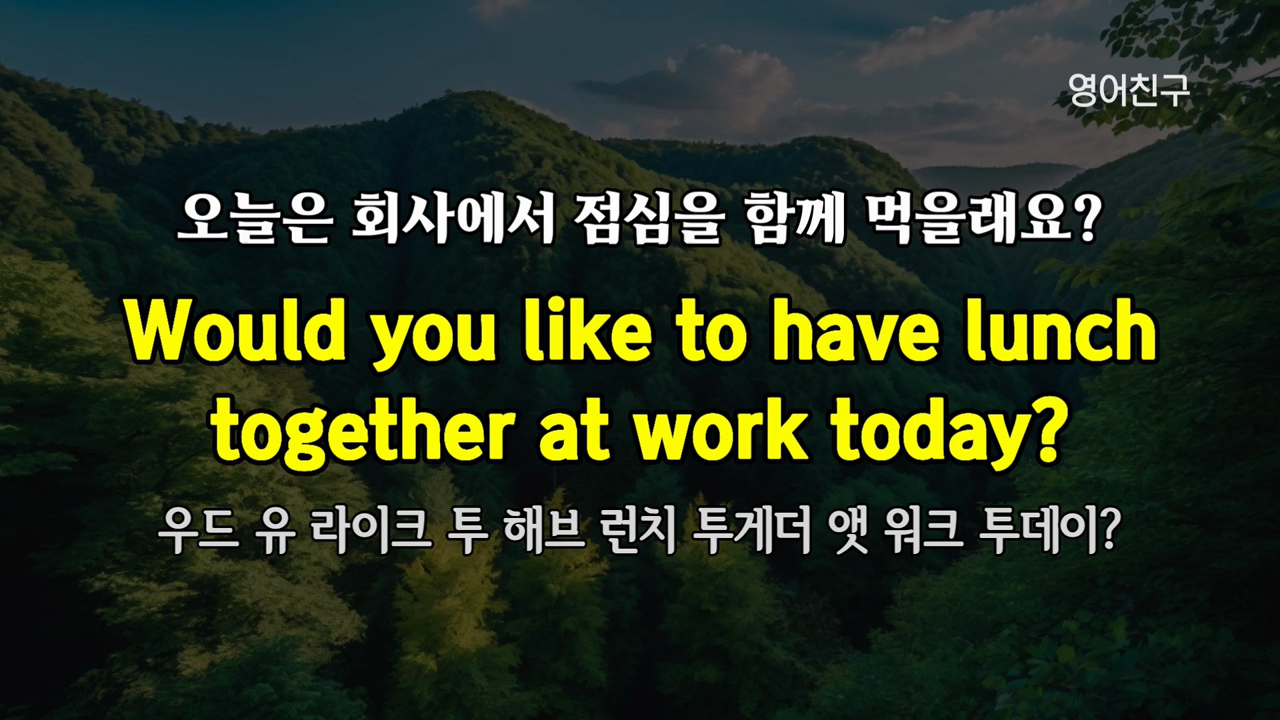 영어친구
오늘은 회사에서 점심을 함께 먹을래요?
Would you like to have lunch
together at work today?
우드 유 라이크 투 해브 런치 투게더 앳 워크 투데이?